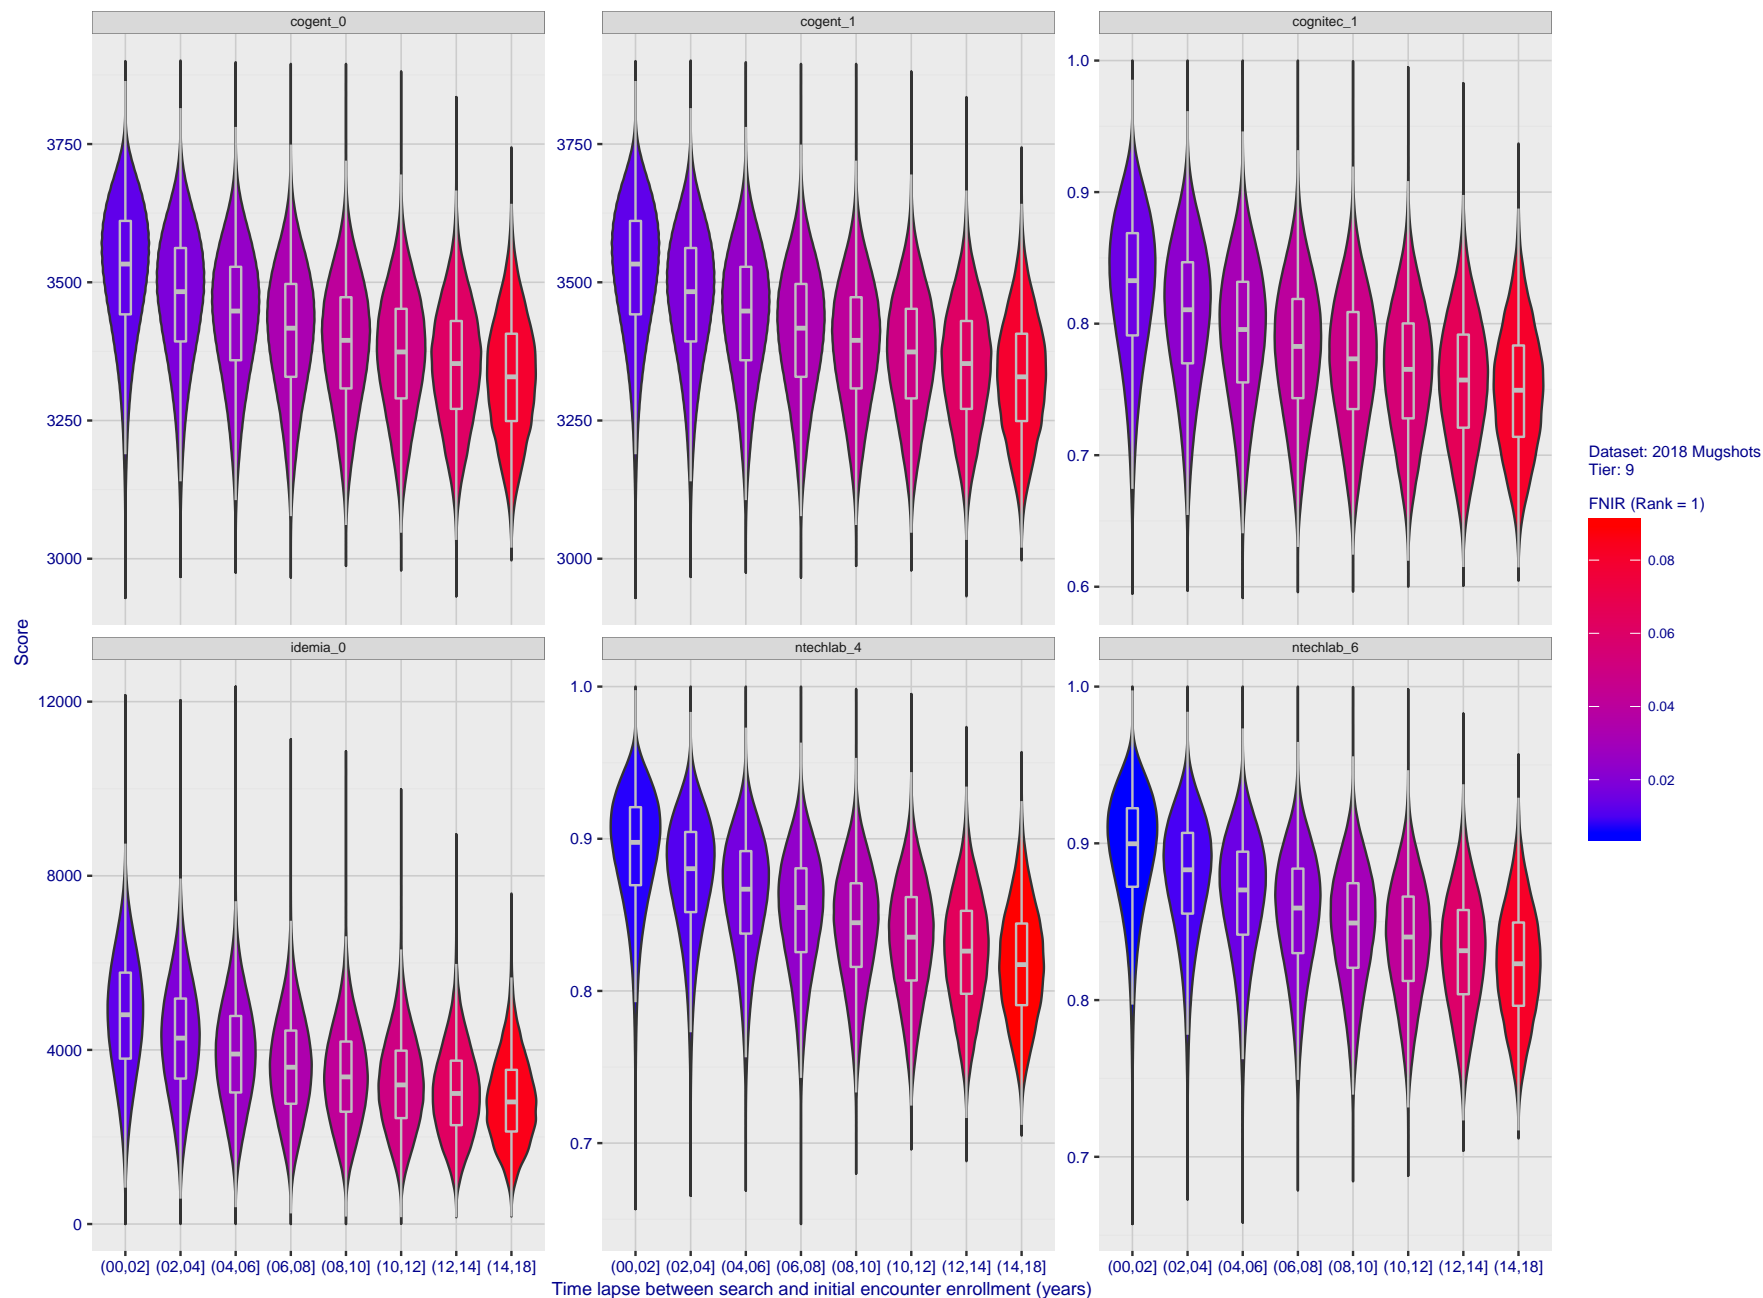 cogent_0
cogent_1
cognitec_1
3750
3500
3250
3000
3750
3500
3250
3000
1.0
0.9
0.8
0.7
0.6
Score
idemia_0
ntechlab_4
ntechlab_6
12000
8000
4000
0
1.0
0.9
0.8
0.7
1.0
0.9
0.8
0.7
(00,02] (02,04] (04,06] (06,08] (08,10] (10,12] (12,14] (14,18]
(00,02] (02,04] (04,06] (06,08] (08,10] (10,12] (12,14] (14,18]
(00,02] (02,04] (04,06] (06,08] (08,10] (10,12] (12,14] (14,18]
Time lapse between search and initial encounter enrollment (years)
Dataset: 2018 Mugshots
Tier: 9
FNIR (Rank = 1)
0.08
0.06
0.04
0.02